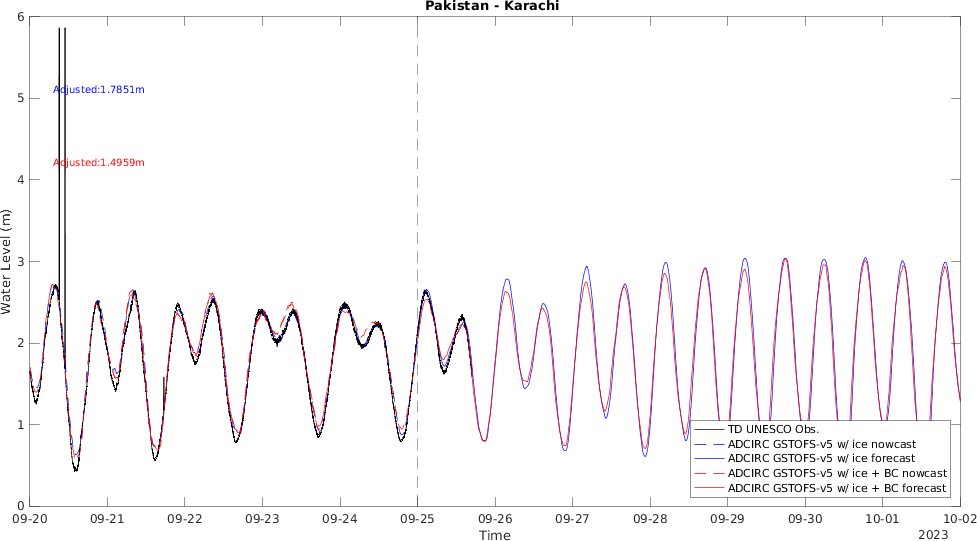 Pakistan - Karachi
6
5
4
3
2
1
0
Water Level (m)
Adjusted:1.7851m
Adjusted:1.4959m
TD UNESCO Obs.
ADCIRC GSTOFS-v5 w/ ice nowcast
ADCIRC GSTOFS-v5 w/ ice forecast
ADCIRC GSTOFS-v5 w/ ice + BC nowcast
ADCIRC GSTOFS-v5 w/ ice + BC forecast
09-20 09-21 09-22 09-23 09-24 09-25 09-26 09-27 09-28 09-29 09-30 10-01 10-02
Time
2023